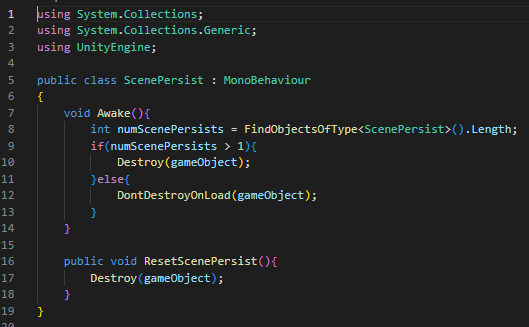 1 using System.Collections;
2 using System.Collections.Generic;
3 using UnityEngine;
4
5 public class ScenePersist : MonoBehaviour
6 {
7     void Awake(){
8         int numScenePersists = FindObjectsOfType<ScenePersist>().Length;
9         if(numScenePersists > 1){
10             Destroy(gameObject);
11         }else{
12             DontDestroyOnLoad(gameObject);
13         }
14     }
15
16     public void ResetScenePersist(){
17         Destroy(gameObject);
18     }
19 }
20